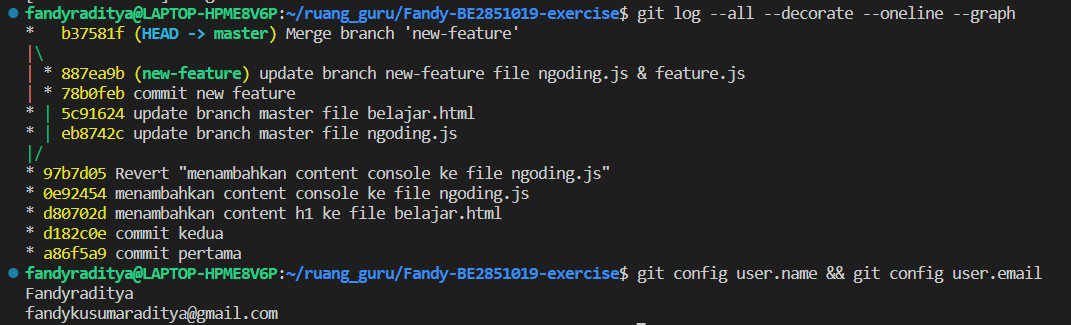 fandyraditya@LAPTOP-HPME8V6P:~/ruang_guru/Fandy-BE2851019-exercise$ git log --all --decorate --oneline --graph
*   b37581f (HEAD -> master) Merge branch 'new-feature'
|\
| * 887ea9b (new-feature) update branch new-feature file ngoding.js & feature.js
| * 78b0feb commit new feature
* | 5c91624 update branch master file belajar.html
* | eb8742c update branch master file ngoding.js
|/
* 97b7d05 Revert "menambahkan content console ke file ngoding.js"
* 0e92454 menambahkan content console ke file ngoding.js
* d80702d menambahkan content h1 ke file belajar.html
* d182c0e commit kedua
* a86f5a9 commit pertama
fandyraditya@LAPTOP-HPME8V6P:~/ruang_guru/Fandy-BE2851019-exercise$ git config user.name && git config user.email
Fandyraditya
fandykusumaraditya@gmail.com